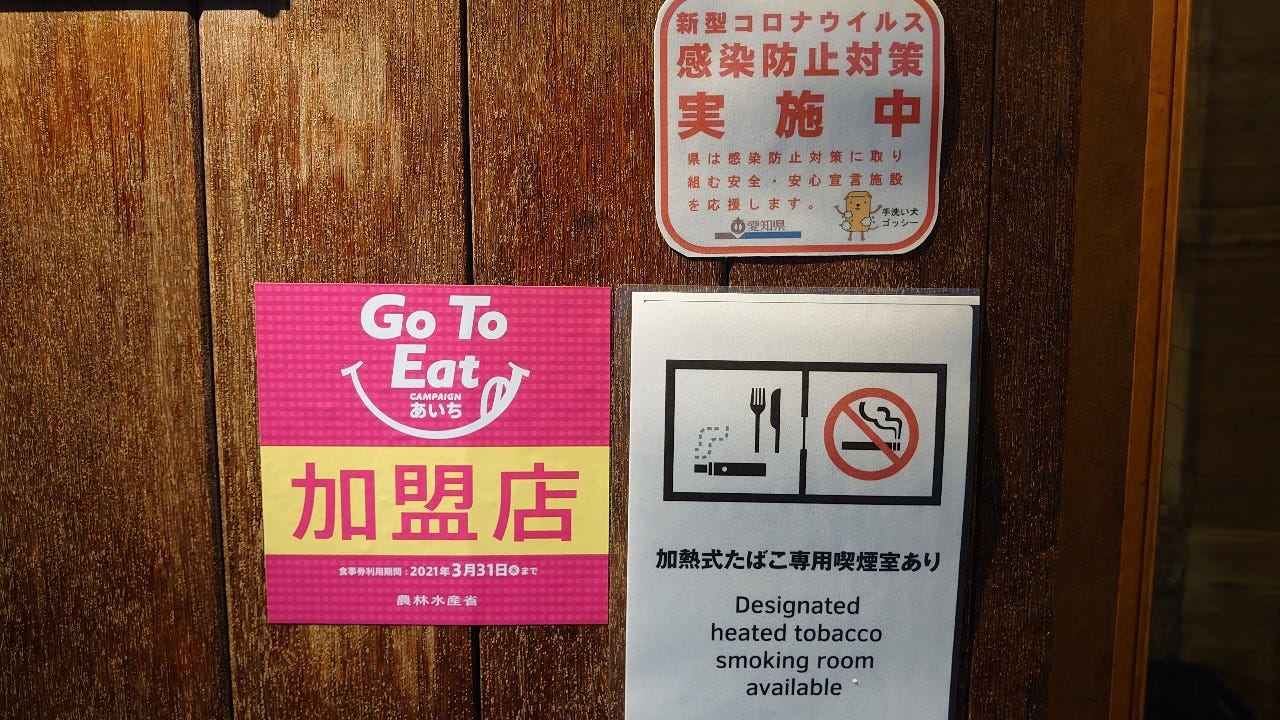 新型コロナウイルス
感染防止対策
実施中
県は感染防止対策に取り
組む安全・安心宣言施設
を応援します。
愛知県
手洗い犬
ゴッシー
Go To
Eat
CAMPAIGN
あいち
加盟店
食事券利用期間：2021年3月31日㊌まで
農林水産省
加熱式たばこ専用喫煙室あり
Designated
heated tobacco
smoking room
available